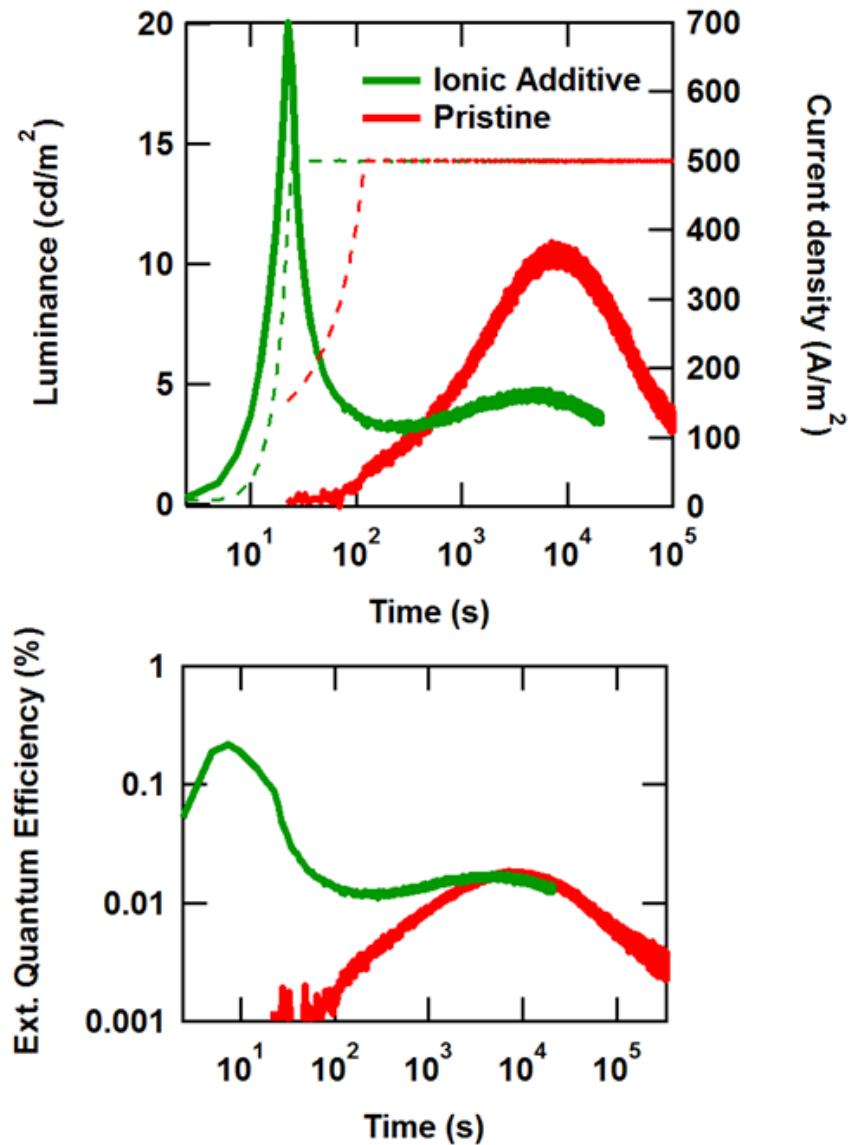 20
15
10
5
0
Luminance (cd/m²)
Ionic Additive
Pristine
700
600
500
400
300
200
100
0
Current density (A/m²)
10¹ 10² 10³ 10⁴ 10⁵
Time (s)
Ext. Quantum Efficiency (%)
1
0.1
0.01
0.001
10¹ 10² 10³ 10⁴ 10⁵
Time (s)